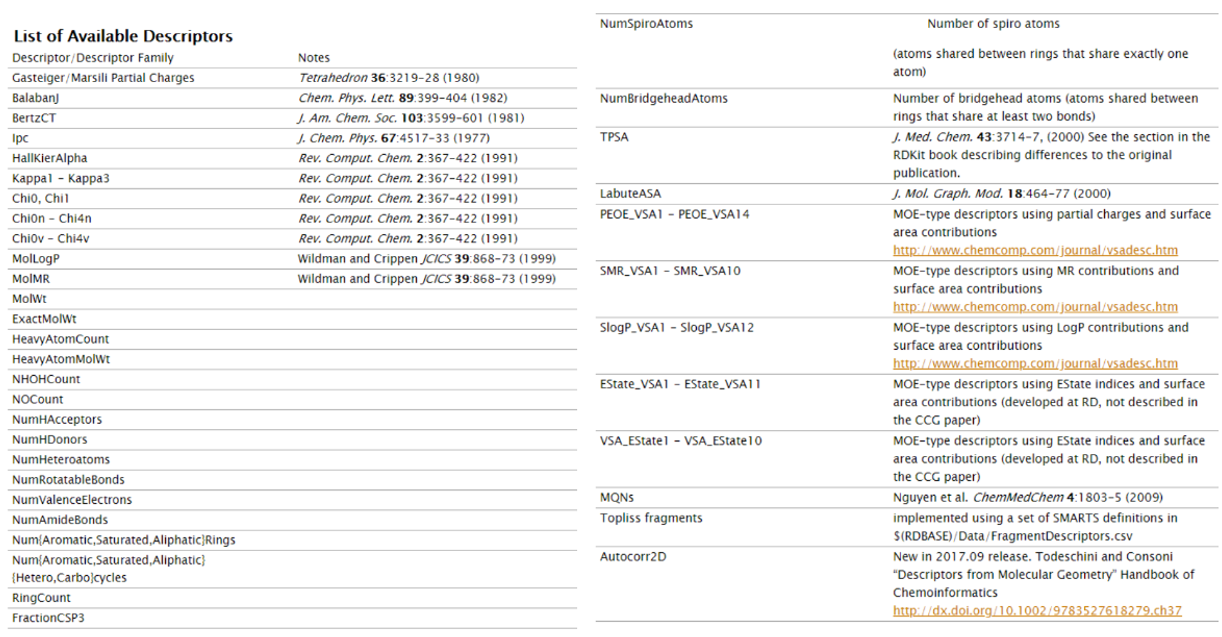 List of Available Descriptors
Descriptor/Descriptor Family Notes
Gasteiger/Marsili Partial Charges Tetrahedron 36:3219-28 (1980)
BalabanJ Chem. Phys. Lett. 89:399-404 (1982)
BertzCT J. Am. Chem. Soc. 103:3599-601 (1981)
Ipc J. Chem. Phys. 67:4517-33 (1977)
HallKierAlpha Rev. Comput. Chem. 2:367-422 (1991)
Kappa1 - Kappa3 Rev. Comput. Chem. 2:367-422 (1991)
Chi0, Chi1 Rev. Comput. Chem. 2:367-422 (1991)
Chi0n - Chi4n Rev. Comput. Chem. 2:367-422 (1991)
Chi0v - Chi4v Rev. Comput. Chem. 2:367-422 (1991)
MolLogP Wildman and Crippen JCICS 39:868-73 (1999)
MolMR Wildman and Crippen JCICS 39:868-73 (1999)
MolWt
ExactMolWt
HeavyAtomCount
HeavyAtomMolWt
NHOHCount
NOCount
NumHAcceptors
NumHDonors
NumHeteroatoms
NumRotatableBonds
NumValenceElectrons
NumAmideBonds
Num{Aromatic,Saturated,Aliphatic}Rings
Num{Aromatic,Saturated,Aliphatic}
{Hetero,Carbo}cycles
RingCount
FractionCSP3
NumSpiroAtoms Number of spiro atoms
(atoms shared between rings that share exactly one
atom)
NumBridgeheadAtoms Number of bridgehead atoms (atoms shared between
rings that share at least two bonds)
TPSA J. Med. Chem. 43:3714-7, (2000) See the section in the
RDKit book describing differences to the original
publication.
LabuteASA J. Mol. Graph. Mod. 18:464-77 (2000)
PEOE_VSA1 - PEOE_VSA14 MOE-type descriptors using partial charges and surface
area contributions
http://www.chemcomp.com/journal/vsadesc.htm
SMR_VSA1 - SMR_VSA10 MOE-type descriptors using MR contributions and
surface area contributions
http://www.chemcomp.com/journal/vsadesc.htm
SlogP_VSA1 - SlogP_VSA12 MOE-type descriptors using LogP contributions and
surface area contributions
http://www.chemcomp.com/journal/vsadesc.htm
EState_VSA1 - EState_VSA11 MOE-type descriptors using EState indices and surface
area contributions (developed at RD, not described in
the CCG paper)
VSA_EState1 - VSA_EState10 MOE-type descriptors using EState indices and surface
area contributions (developed at RD, not described in
the CCG paper)
MQNs Nguyen et al. ChemMedChem 4:1803-5 (2009)
Topliss fragments implemented using a set of SMARTS definitions in
$(RDBASE)/Data/FragmentDescriptors.csv
Autocorr2D New in 2017.09 release. Todeschini and Consoni
"Descriptors from Molecular Geometry" Handbook of
Chemoinformatics
http://dx.doi.org/10.1002/9783527618279.ch37